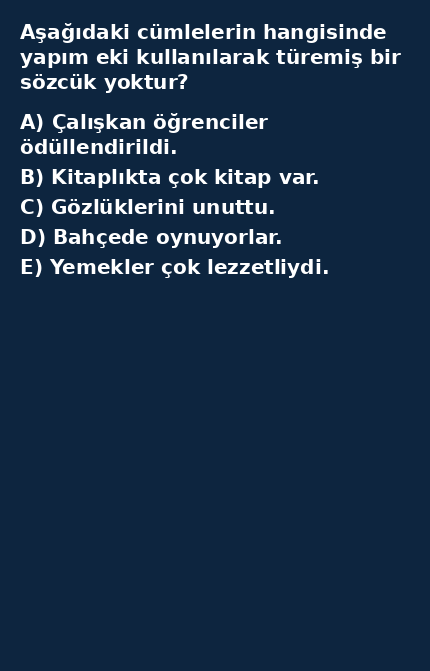 Aşağıdaki cümlelerin hangisinde
yapım eki kullanılarak türemiş bir
sözcük yoktur?
A) Çalışkan öğrenciler
ödüllendirildi.
B) Kitaplıkta çok kitap var.
C) Gözlüklerini unuttu.
D) Bahçede oynuyorlar.
E) Yemekler çok lezzetliydi.